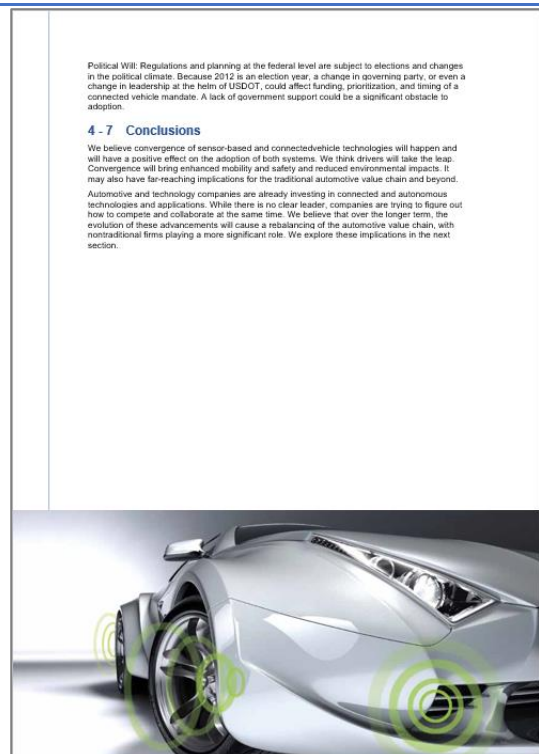 Political Will: Regulations and planning at the federal level are subject to elections and changes
in the political climate. Because 2012 is an election year, a change in governing party, or even a
change in leadership at the helm of USDOT, could affect funding, prioritization, and timing of a
connected vehicle mandate. A lack of government support could be a significant obstacle to
adoption.
4 - 7 Conclusions
We believe convergence of sensor-based and connectedvehicle technologies will happen and
will have a positive effect on the adoption of both systems. We think drivers will take the leap.
Convergence will bring enhanced mobility and safety and reduced environmental impacts. It
may also have far-reaching implications for the traditional automotive value chain and beyond.
Automotive and technology companies are already investing in connected and autonomous
technologies and applications. While there is no clear leader, companies are trying to figure out
how to compete and collaborate at the same time. We believe that over the longer term, the
evolution of these advancements will cause a rebalancing of the automotive value chain, with
nontraditional firms playing a more significant role. We explore these implications in the next
section.